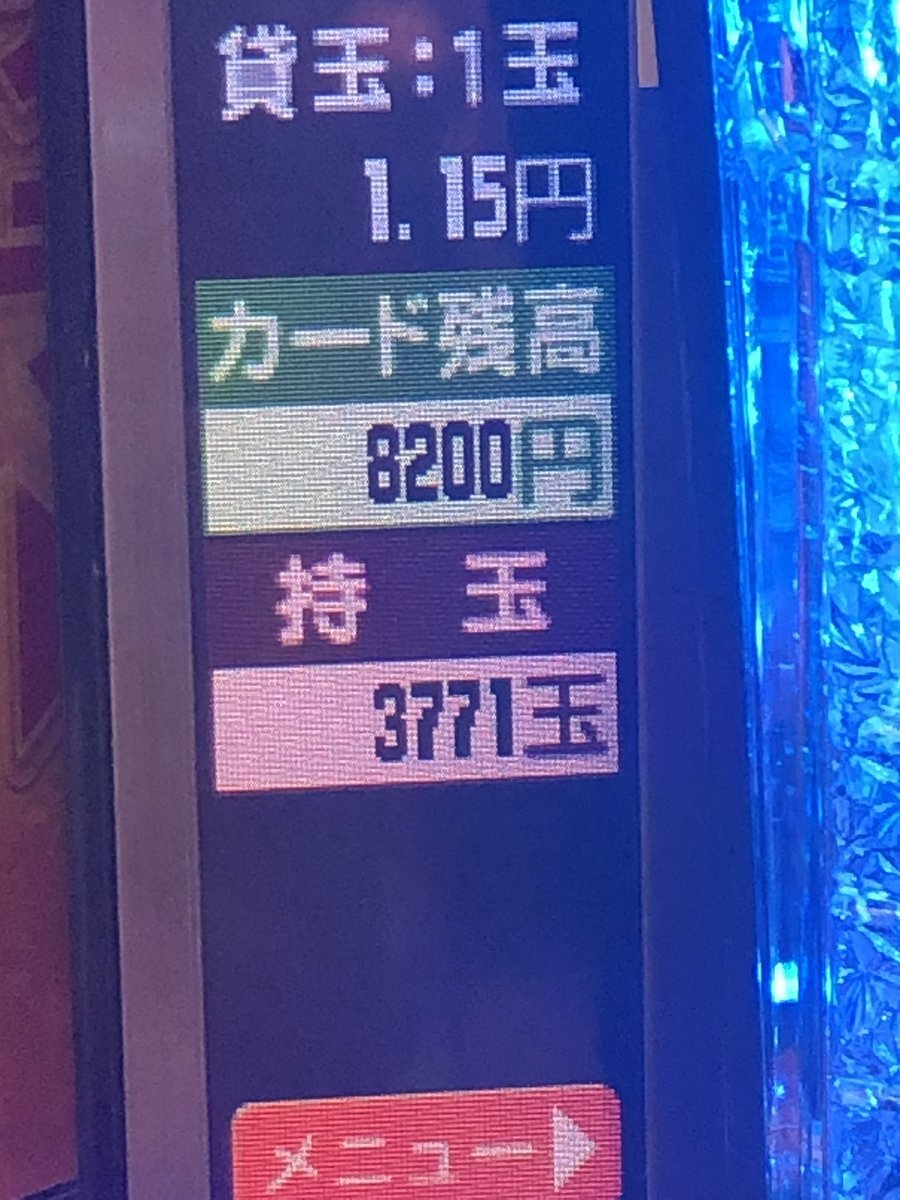 貸玉:1玉
1.15円
カード残高
8200円
持 玉
3771玉
メニュー▶